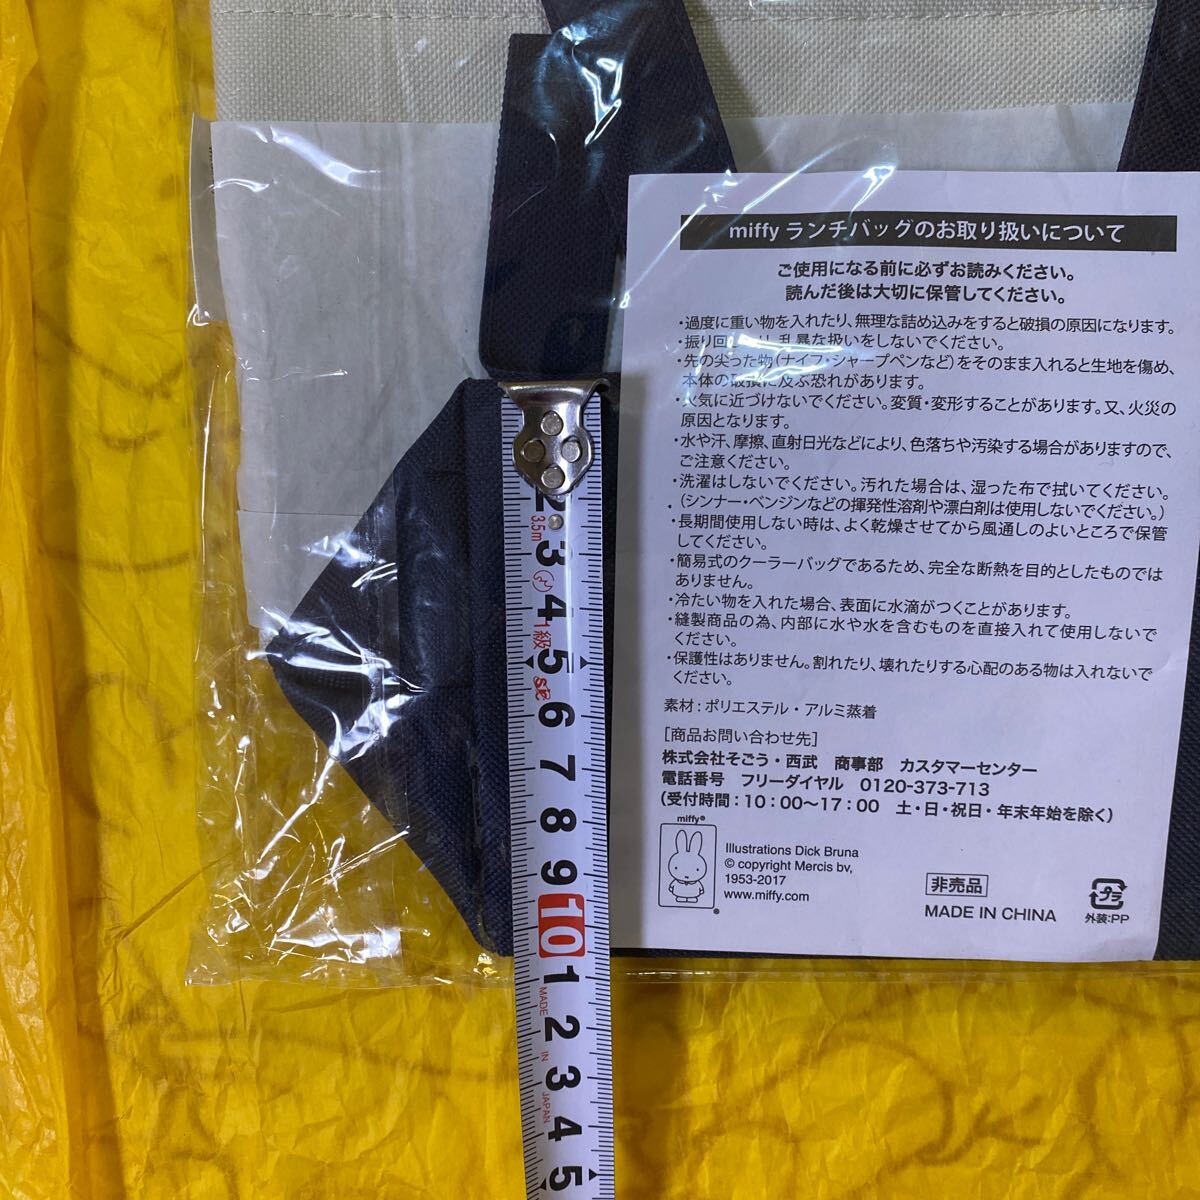 miffy ランチバッグのお取り扱いについて
ご使用になる前に必ずお読みください。
読んだ後は大切に保管してください。
・過度に重い物を入れたり、無理な詰め込みをすると破損の原因になります。
・振り回 乱暴な扱いをしないでください。
・先の尖った物(ナイフ・シャープペンなど)をそのまま入れると生地を傷め、
本体の破損に及ぶ恐れがあります。
・火気に近づけないでください。変質・変形することがあります。又、火災の
原因となります。
・水や汗、摩擦、直射日光などにより、色落ちや汚染する場合がありますので、
ご注意ください。
・洗濯はしないでください。汚れた場合は、湿った布で拭いてください。
(シンナー・ベンジンなどの揮発性溶剤や漂白剤は使用しないでください。)
・長期間使用しない時は、よく乾燥させてから風通しのよいところで保管
してください。
・簡易式のクーラーバッグであるため、完全な断熱を目的としたものでは
ありません。
・冷たい物を入れた場合、表面に水滴がつくことがあります。
・縫製商品の為、内部に水や水を含むものを直接入れて使用しないで
ください。
・保護性はありません。割れたり、壊れたりする心配のある物は入れないで
ください。
素材:ポリエステル・アルミ蒸着
[商品お問い合わせ先]
株式会社そごう・西武 商事部 カスタマーセンター
電話番号 フリーダイヤル 0120-373-713
(受付時間:10:00〜17:00 土・日・祝日・年末年始を除く)
miffy®
Illustrations Dick Bruna
© copyright Mercis bv,
1953-2017
www.miffy.com
非売品
MADE IN CHINA
プラ
外装:PP
2
3.5m
3
4
1級
5
6
7
8
9
10
1
MADE
2
IN
3
JAPAN
4
5